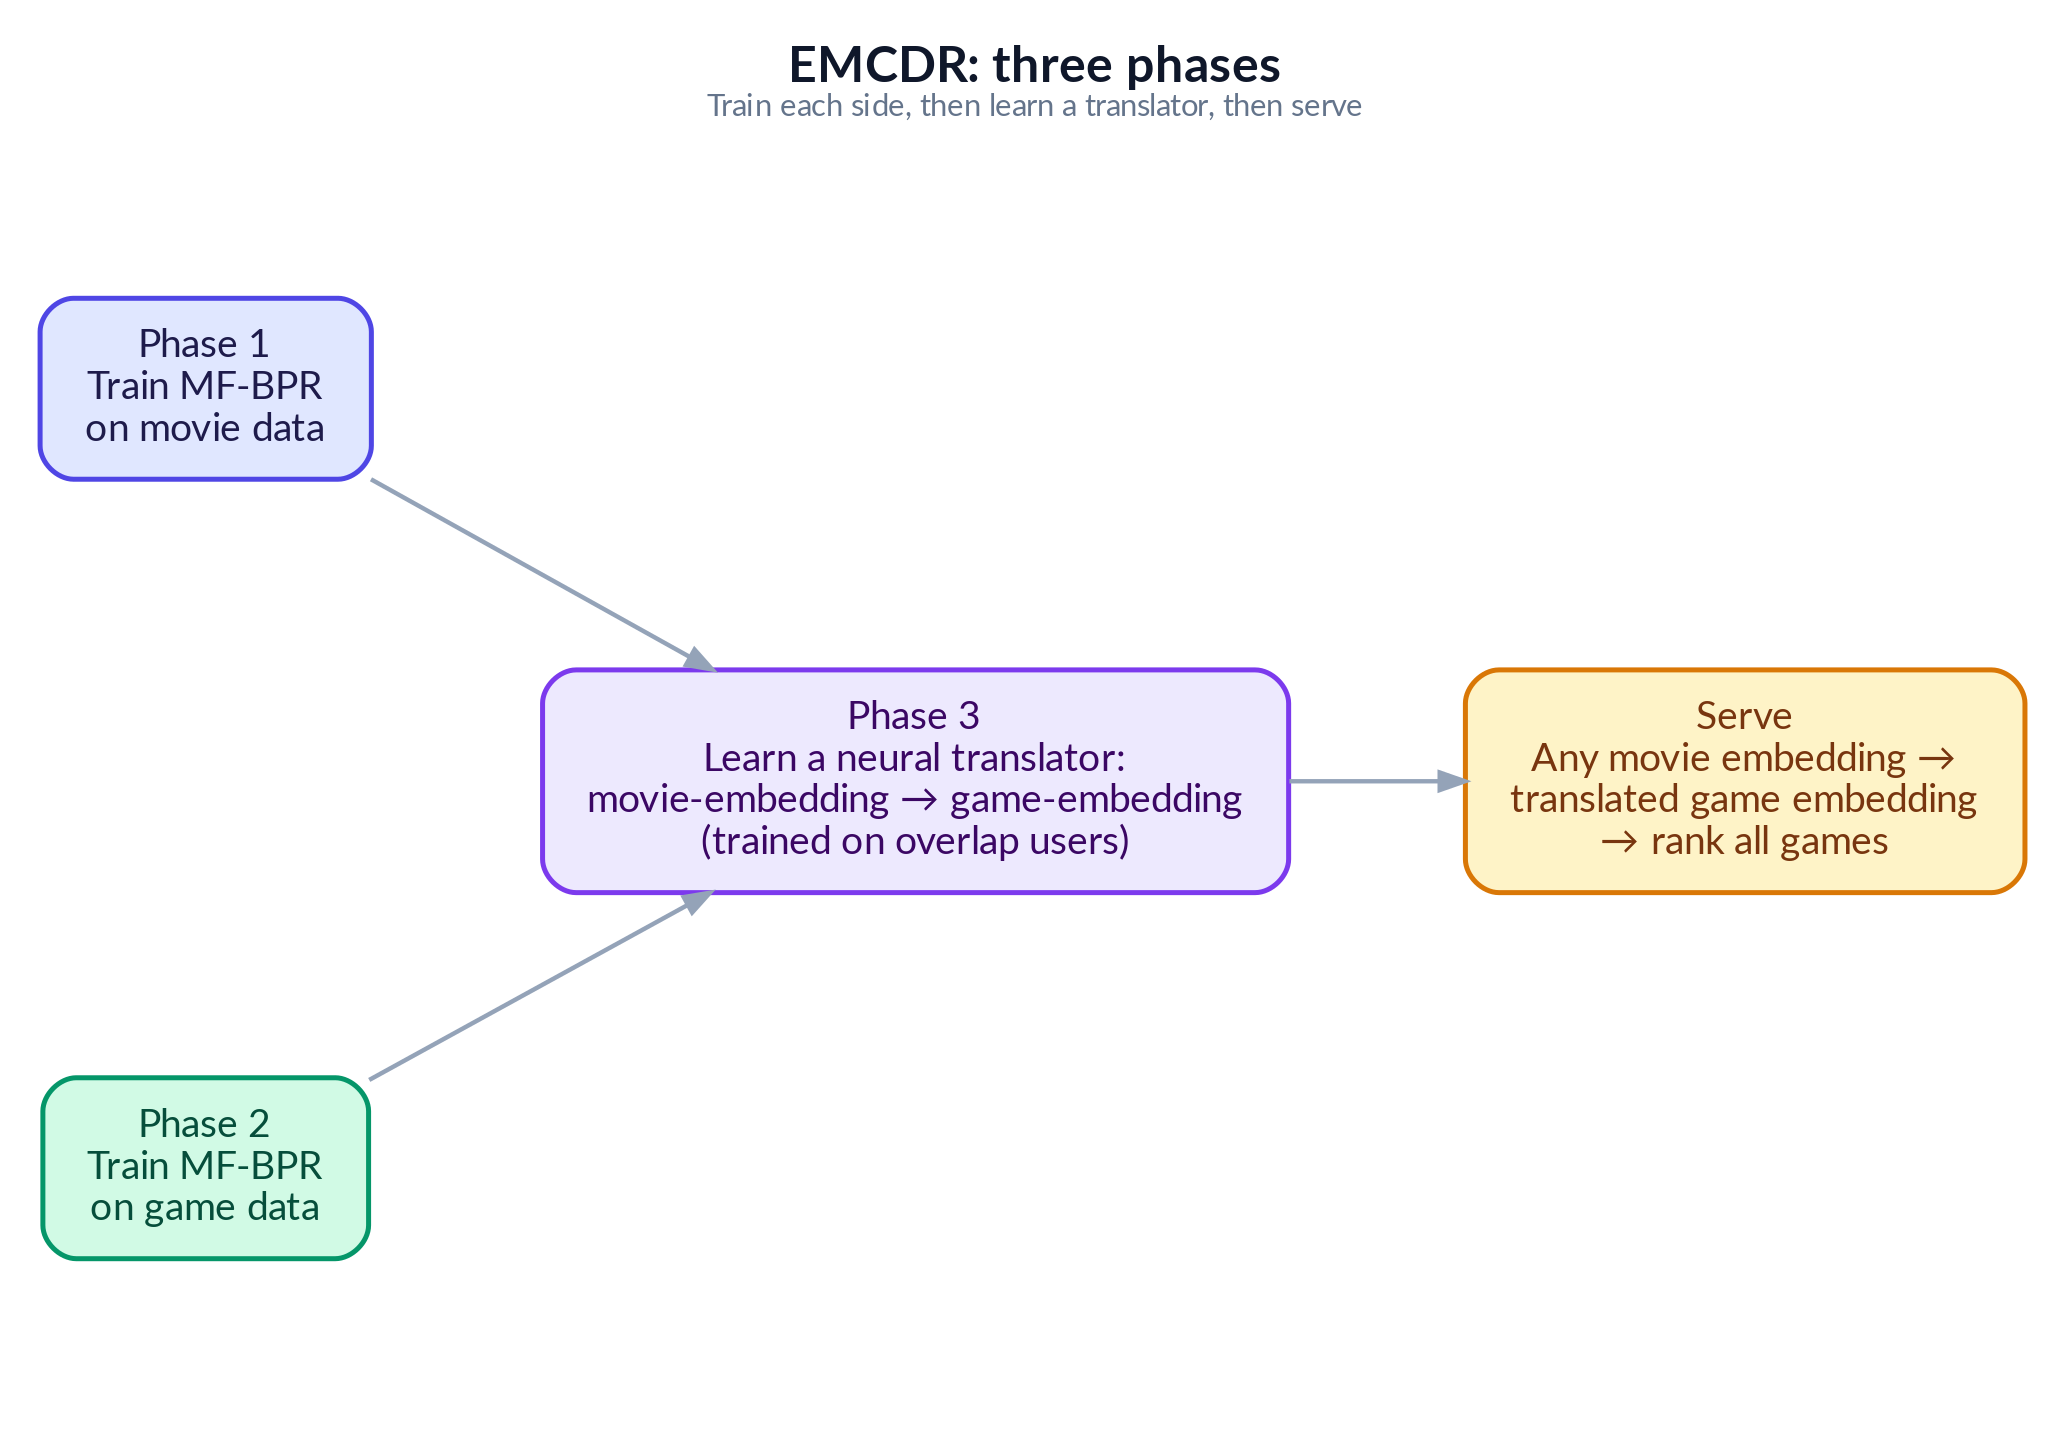 EMCDR: three phases
Train each side, then learn a translator, then serve
Phase 1
Train MF-BPR
on movie data
Phase 3
Learn a neural translator:
movie-embedding → game-embedding
(trained on overlap users)
Serve
Any movie embedding →
translated game embedding
→ rank all games
Phase 2
Train MF-BPR
on game data